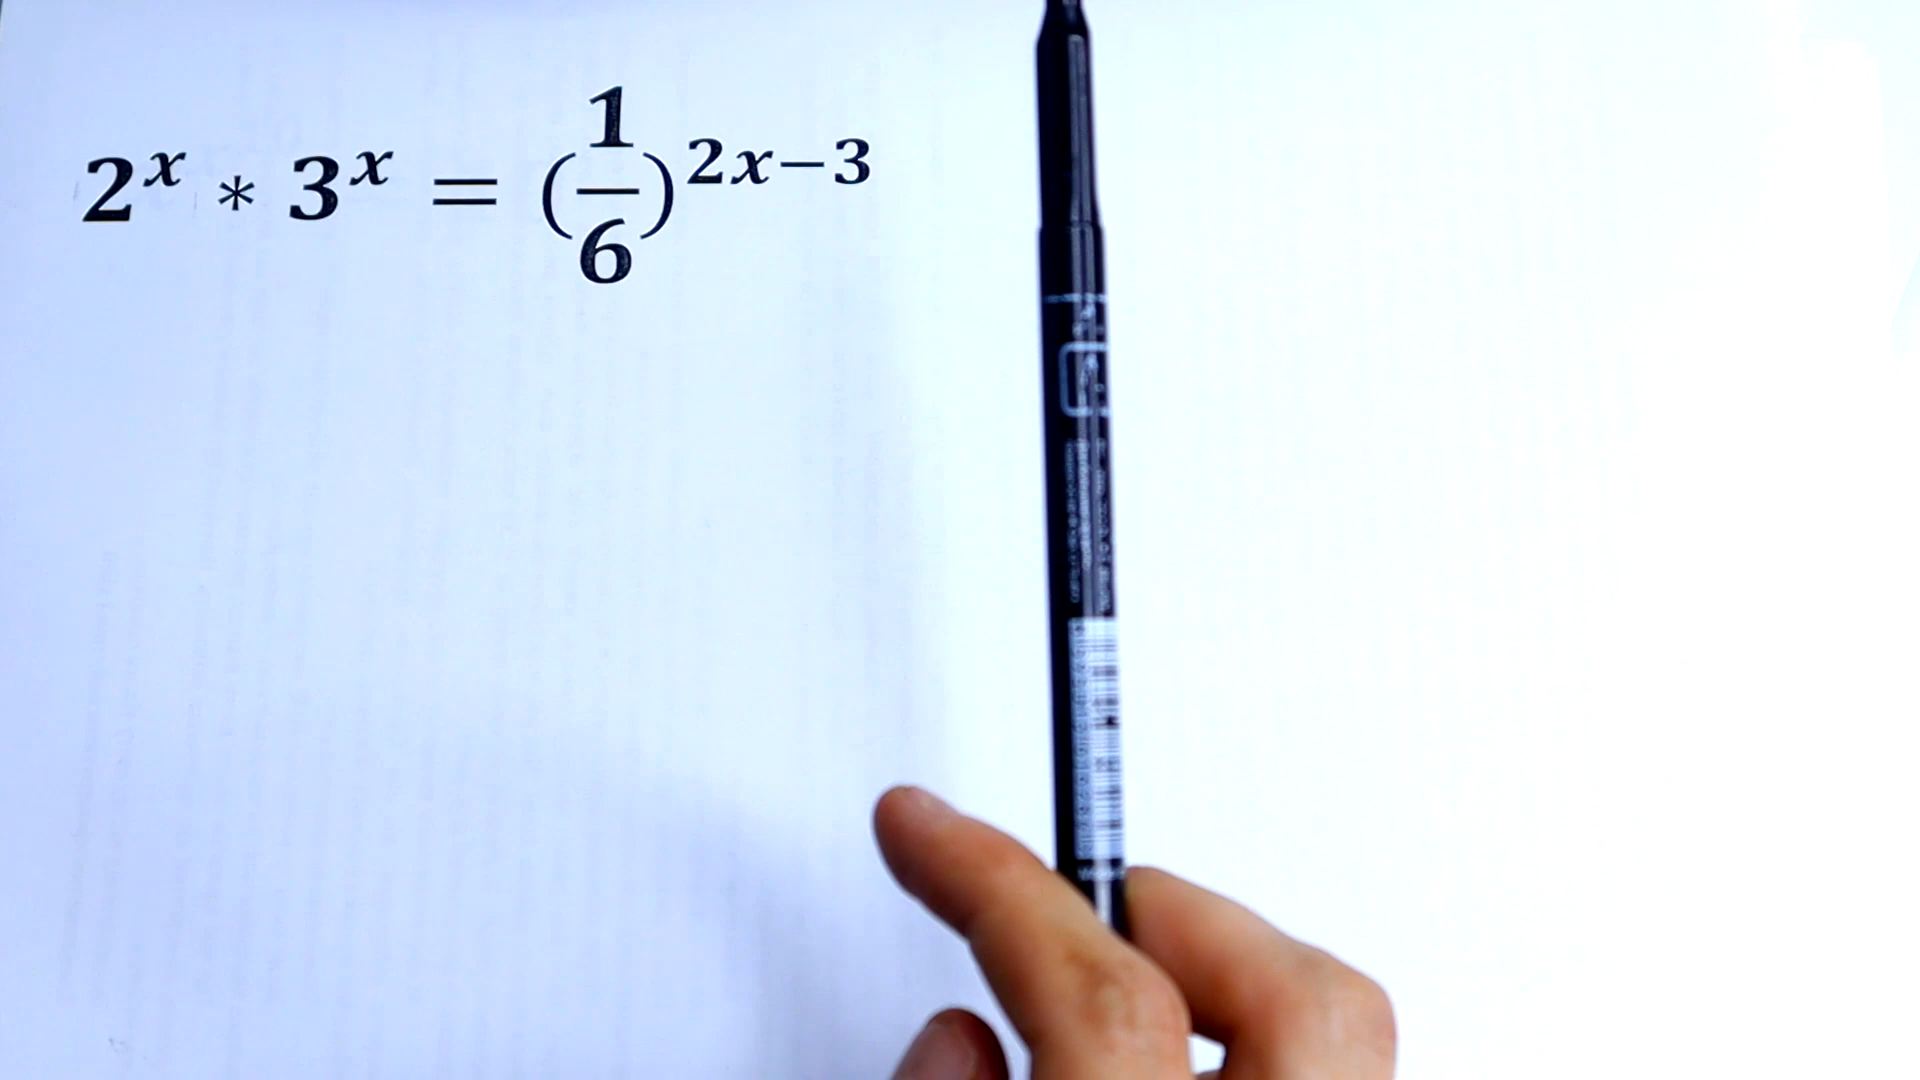 2^x * 3^x = (1/6)^{2x-3}